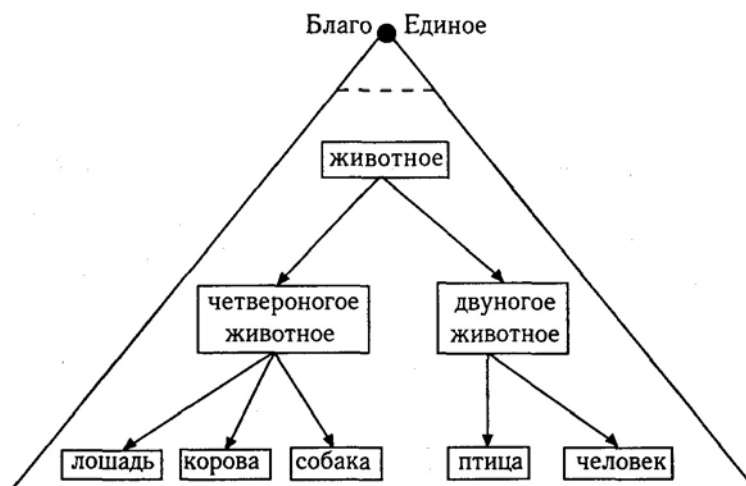 Благо Единое
животное
четвероногое
животное
двуногое
животное
лошадь корова собака птица человек